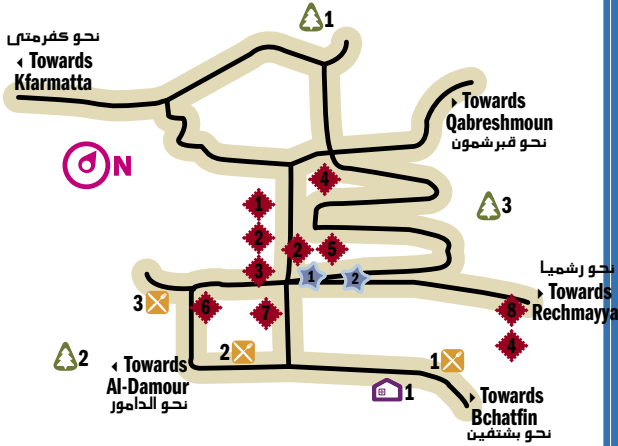 1
نحو كفرمتى
Towards
Kfarmatta
Towards
Qabreshmoun
نحو قبرشمون
N
4
1
3
2
2
5
3
1
2
نحو رشميا
Towards
Rechmayya
3
6
7
8
2
2
1
4
Towards
Al-Damour
نحو الدامور
1
Towards
Bchatfin
نحو بشتفين